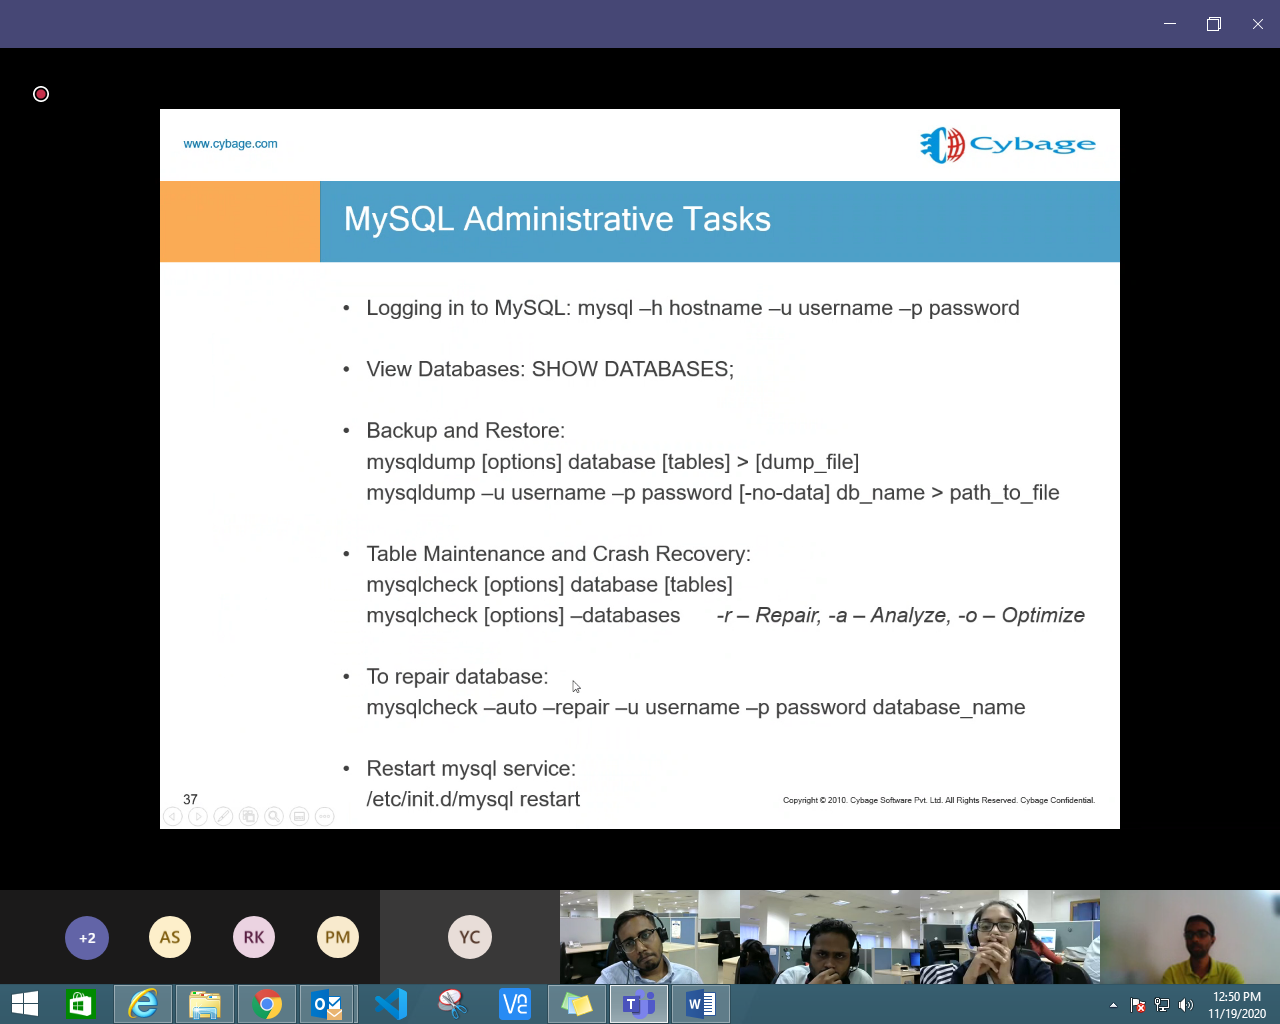 www.cybage.com
Cybage
MySQL Administrative Tasks
• Logging in to MySQL: mysql –h hostname –u username –p password
• View Databases: SHOW DATABASES;
• Backup and Restore:
mysqldump [options] database [tables] > [dump_file]
mysqldump –u username –p password [-no-data] db_name > path_to_file
• Table Maintenance and Crash Recovery:
mysqlcheck [options] database [tables]
mysqlcheck [options] –databases -r – Repair, -a – Analyze, -o – Optimize
• To repair database:
mysqlcheck –auto –repair –u username –p password database_name
• Restart mysql service:
/etc/init.d/mysql restart
37
Copyright © 2010. Cybage Software Pvt. Ltd. All Rights Reserved. Cybage Confidential.
+2
AS
RK
PM
YC
12:50 PM
11/19/2020